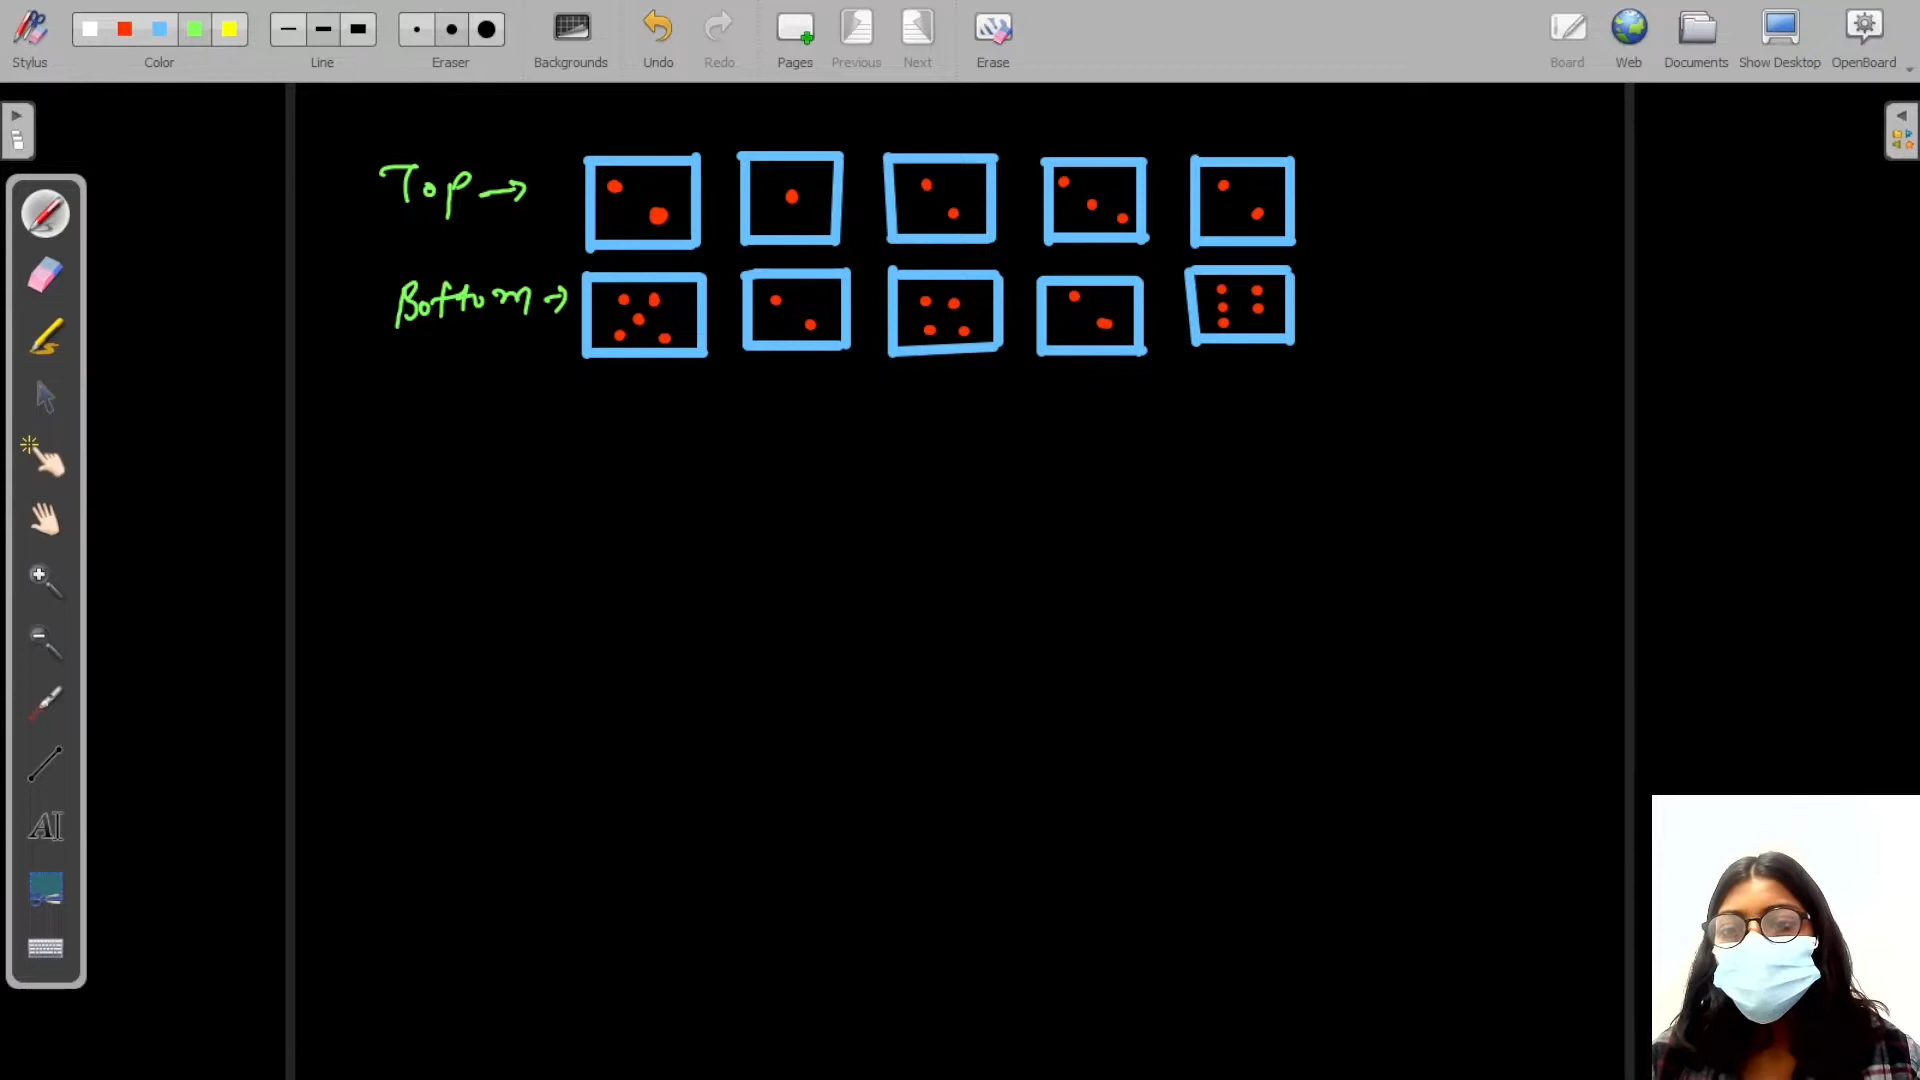 Stylus Color Line Eraser Backgrounds Undo Redo Pages Previous Next Erase Board Web Documents Show Desktop OpenBoard
Top →
Bottom →
AI